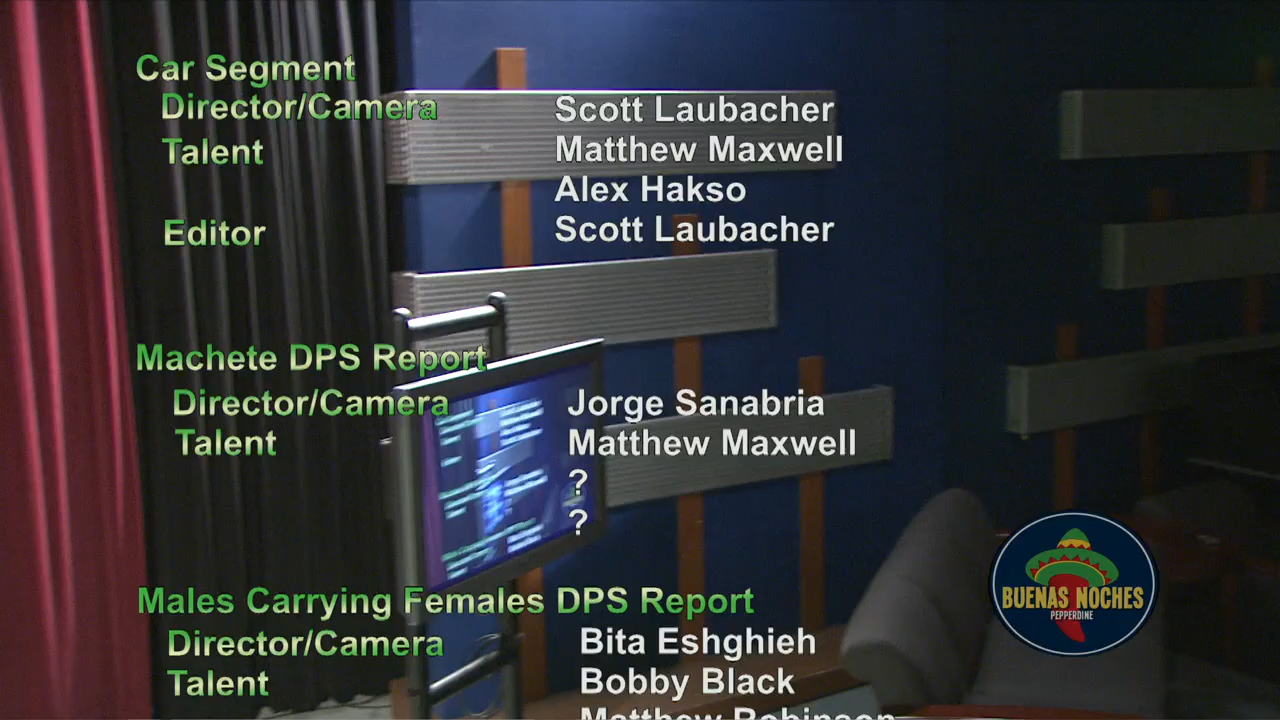 Car Segment
Director/Camera Scott Laubacher
Talent Matthew Maxwell
Alex Hakso
Editor Scott Laubacher
Machete DPS Report
Director/Camera Jorge Sanabria
Talent Matthew Maxwell
?
?
Males Carrying Females DPS Report
Director/Camera Bita Eshghieh
Talent Bobby Black
Matthew Robinson
BUENAS NOCHES
PEPPERDINE